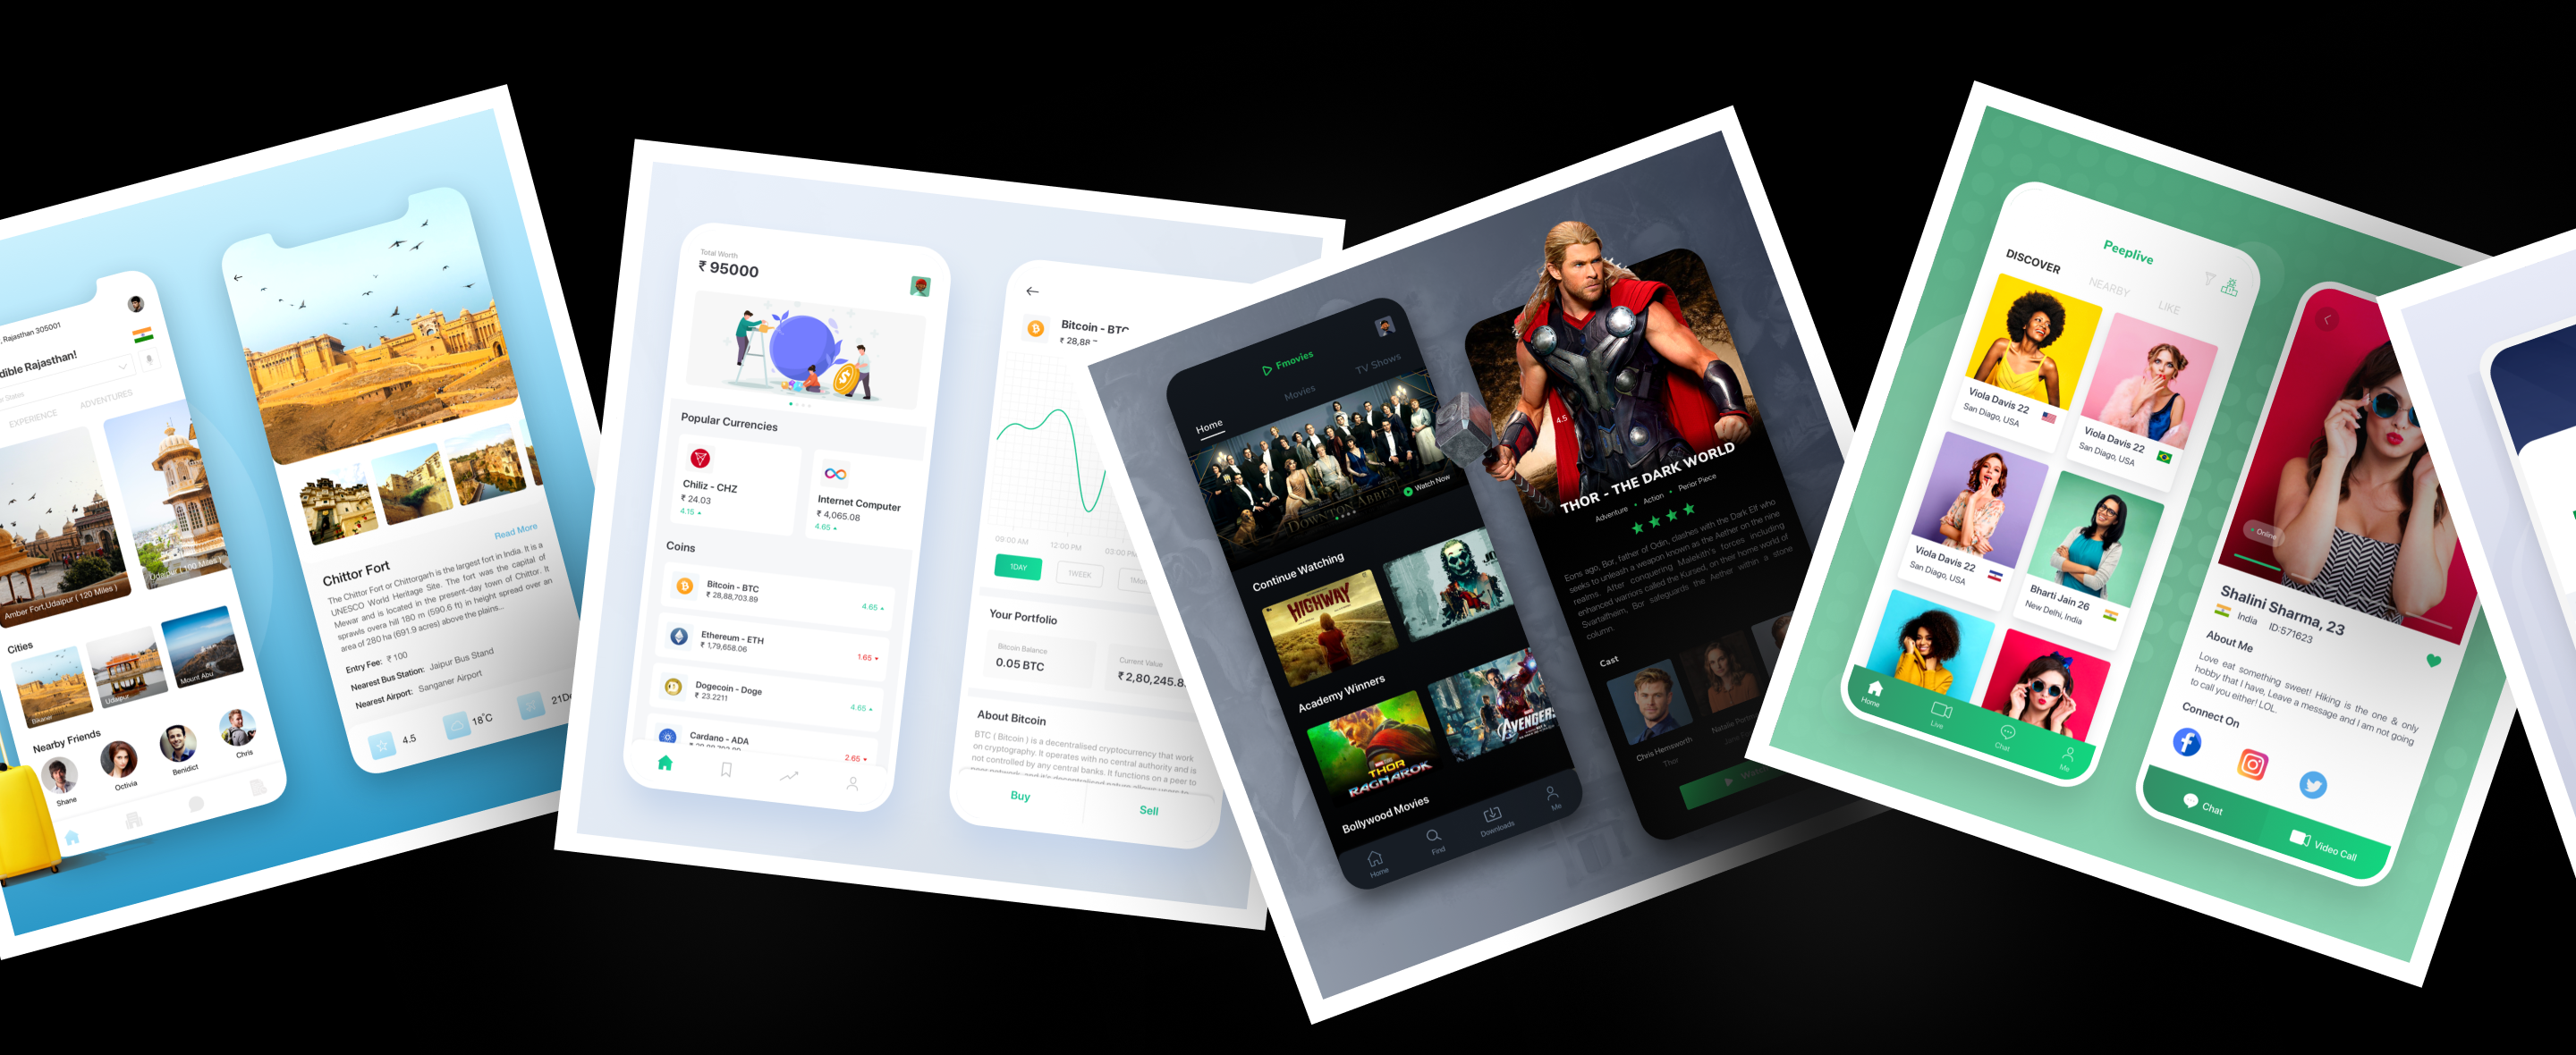 , Rajasthan 305001
dible Rajasthan!
States
EXPERIENCE
ADVENTURES
Amber Fort,Udaipur ( 120 Miles )
Udaipur ( 100 Miles )
Cities
Bikaner
Udaipur
Mount Abu
Nearby Friends
Shane
Octivia
Benidict
Chris
Read More
Chittor Fort
The Chittor Fort or Chittorgarh is the largest fort in India. It is a
UNESCO World Heritage Site. The fort was the capital of
Mewar and is located in the present-day town of Chittor. It
sprawls overa hill 180 m (590.6 ft) in height spread over an
area of 280 ha (691.9 acres) above the plains...
Entry Fee: ₹ 100
Nearest Bus Station: Jaipur Bus Stand
Nearest Airport: Sanganer Airport
4.5
18°C
Total Worth
₹ 95000
Popular Currencies
Chiliz - CHZ
₹ 24.03
4.15
Internet Computer
₹ 4,065.08
4.65
Coins
Bitcoin - BTC
₹ 28,88,703.89
4.65
Ethereum - ETH
₹ 1,79,658.06
1.65
Dogecoin - Doge
₹ 23.2211
4.65
Cardano - ADA
2.65
Bitcoin - BTC
₹ 28,88
09:00 AM
12:00 PM
03:00 PM
1DAY
1WEEK
1Mon
Your Portfolio
Bitcoin Balance
0.05 BTC
Current Value
₹ 2,80,245.8
About Bitcoin
BTC ( Bitcoin ) is a decentralised cryptocurrency that work
on cryptography. It operates with no central authority and is
not controlled by any central banks. It functions on a peer to
Buy
Sell
Fmovies
Home
Movies
TV Shows
DOWNTON ABBEY
Watch Now
Continue Watching
HIGHWAY
Academy Winners
THOR
RAGNAROK
AVENGERS
Bollywood Movies
Home
Find
Downloads
Me
4.5
THOR - THE DARK WORLD
Adventure • Action • Perior Piece
Eons ago, Bor, father of Odin, clashes with the Dark Elf who
seeks to unleash a weapon known as the Aether on the nine
realms. After conquering Malekith's forces including
enhanced warriors called the Kursed, on their home world of
Svartalfheim, Bor safeguards the Aether within a stone
column.
Cast
Chris Hemsworth
Thor
Natalie
Peeplive
DISCOVER
NEARBY
LIKE
Viola Davis 22
San Diago, USA
Viola Davis 22
San Diago, USA
Viola Davis 22
San Diago, USA
Bharti Jain 26
New Delhi, India
Home
Live
Chat
Me
Online
Shalini Sharma, 23
India ID:571623
About Me
Love eat something sweet! Hiking is the one & only
hobby that I have, Leave a message and I am not going
to call you either! LOL.
Connect On
Chat
Video Call